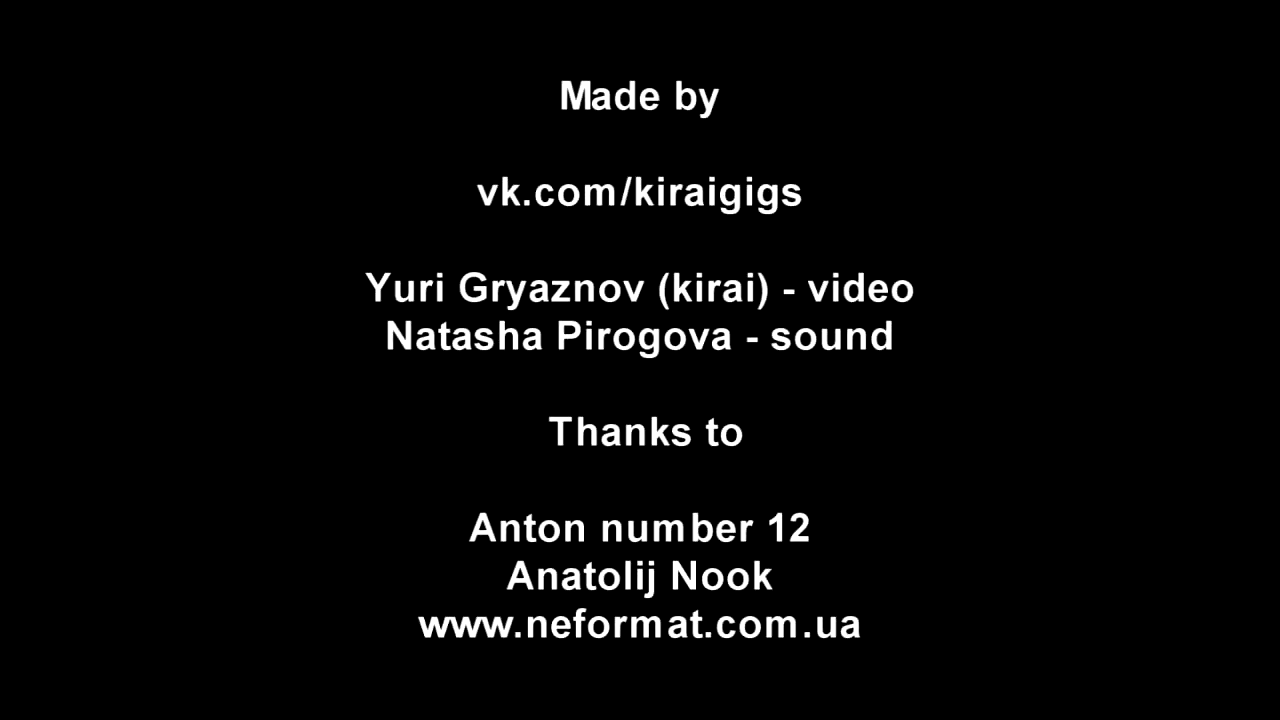 Made by
vk.com/kiraigigs
Yuri Gryaznov (kirai) - video
Natasha Pirogova - sound
Thanks to
Anton number 12
Anatolij Nook
www.neformat.com.ua